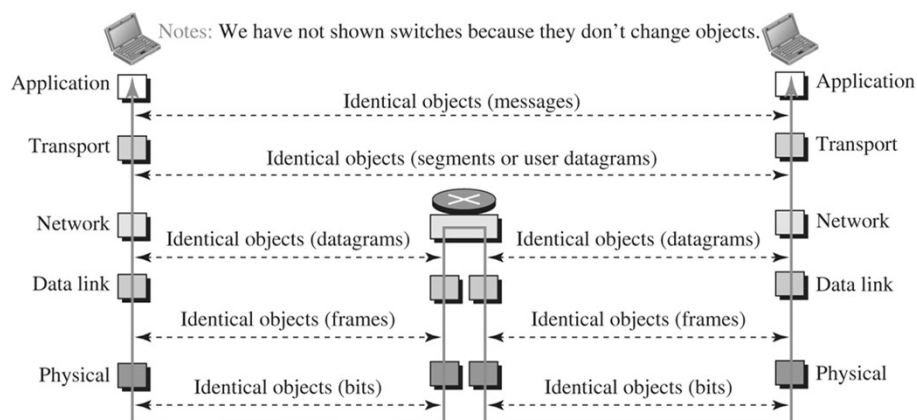 Notes: We have not shown switches because they don't change objects.
Application Application
Identical objects (messages)
Transport Transport
Identical objects (segments or user datagrams)
Network Network
Identical objects (datagrams) Identical objects (datagrams)
Data link Data link
Identical objects (frames) Identical objects (frames)
Physical Physical
Identical objects (bits) Identical objects (bits)